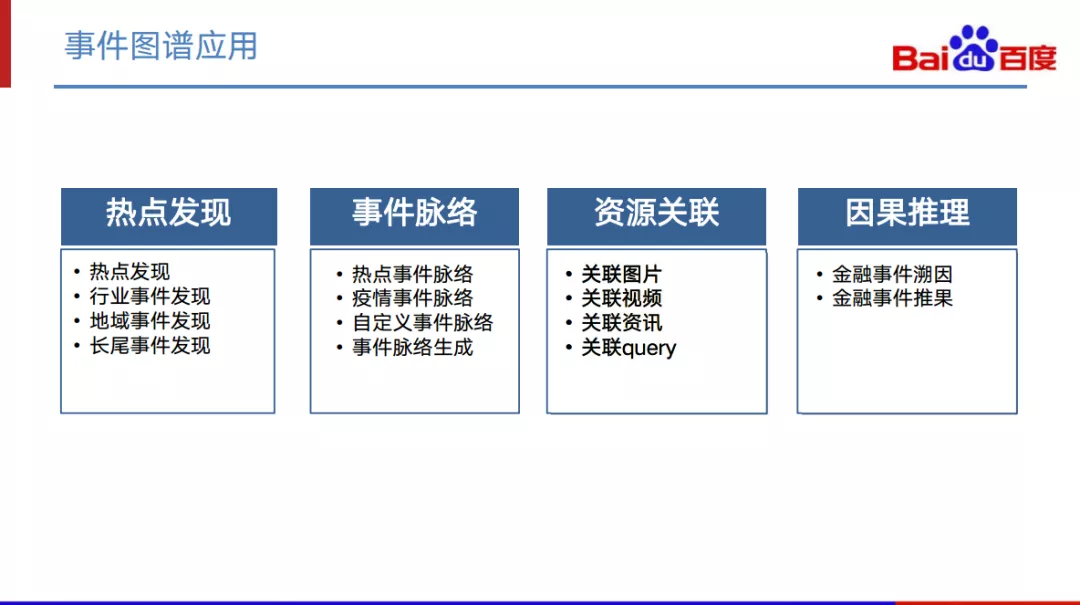 事件图谱应用
Bai du 百度
热点发现
• 热点发现
• 行业事件发现
• 地域事件发现
• 长尾事件发现
事件脉络
• 热点事件脉络
• 疫情事件脉络
• 自定义事件脉络
• 事件脉络生成
资源关联
• 关联图片
• 关联视频
• 关联资讯
• 关联query
因果推理
• 金融事件溯因
• 金融事件推果